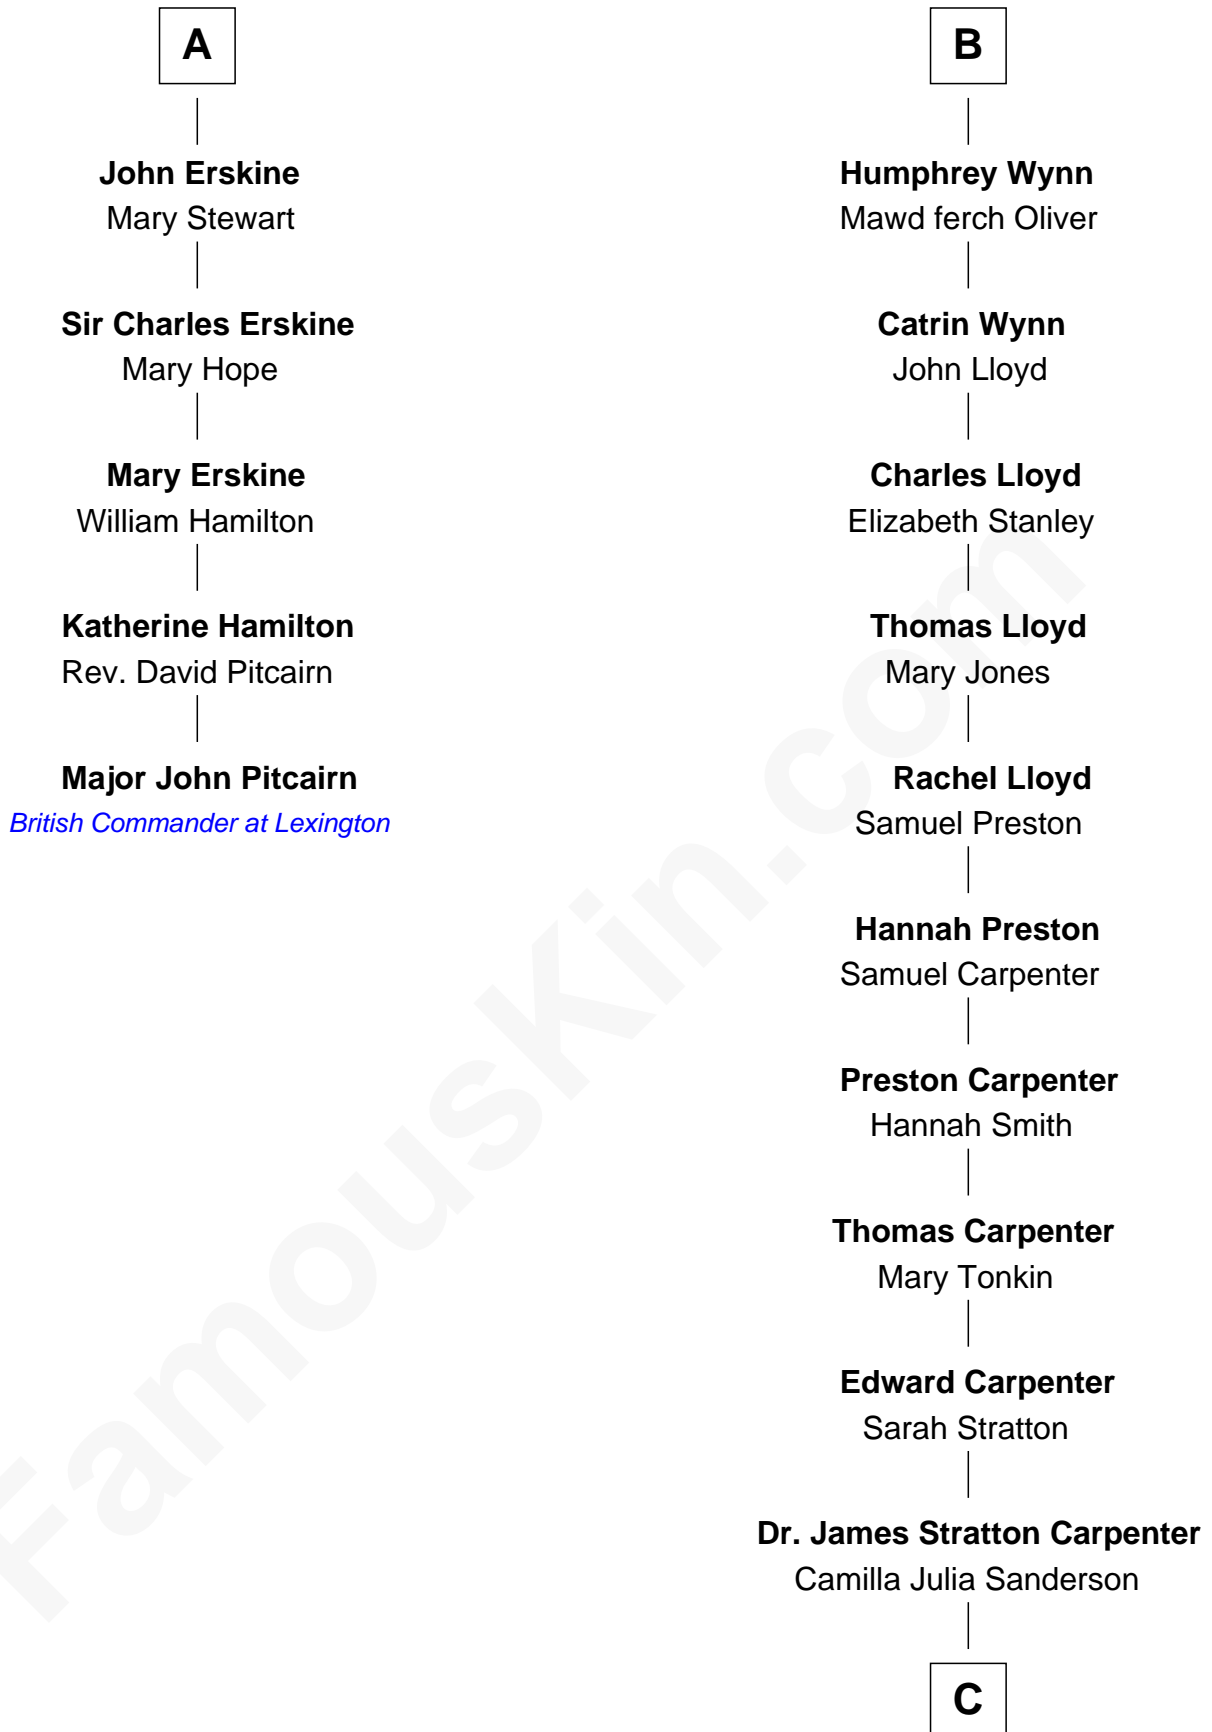 A
John Erskine
Mary Stewart
Sir Charles Erskine
Mary Hope
Mary Erskine
William Hamilton
Katherine Hamilton
Rev. David Pitcairn
Major John Pitcairn
British Commander at Lexington
B
Humphrey Wynn
Mawd ferch Oliver
Catrin Wynn
John Lloyd
Charles Lloyd
Elizabeth Stanley
Thomas Lloyd
Mary Jones
Rachel Lloyd
Samuel Preston
Hannah Preston
Samuel Carpenter
Preston Carpenter
Hannah Smith
Thomas Carpenter
Mary Tonkin
Edward Carpenter
Sarah Stratton
Dr. James Stratton Carpenter
Camilla Julia Sanderson
C
FamousKin.com